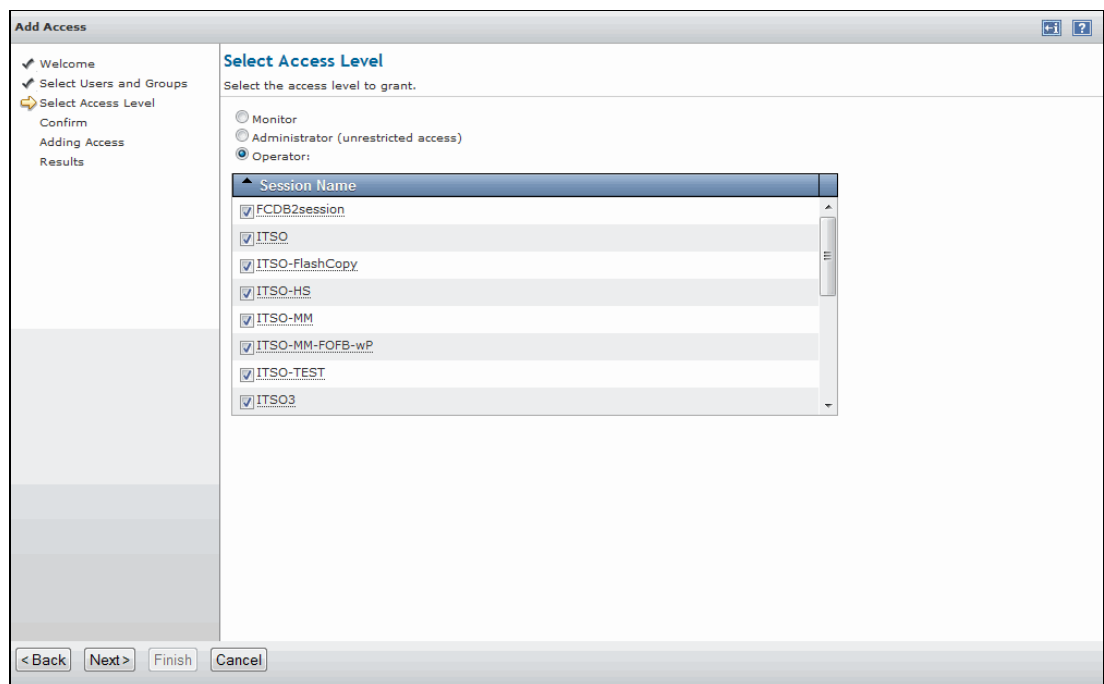 Add Access
Welcome
Select Users and Groups
Select Access Level
Confirm
Adding Access
Results
Select Access Level
Select the access level to grant.
Monitor
Administrator (unrestricted access)
Operator:
Session Name
FCDB2session
ITSO
ITSO-FlashCopy
ITSO-HS
ITSO-MM
ITSO-MM-FOFB-wP
ITSO-TEST
ITSO3
< Back Next > Finish Cancel